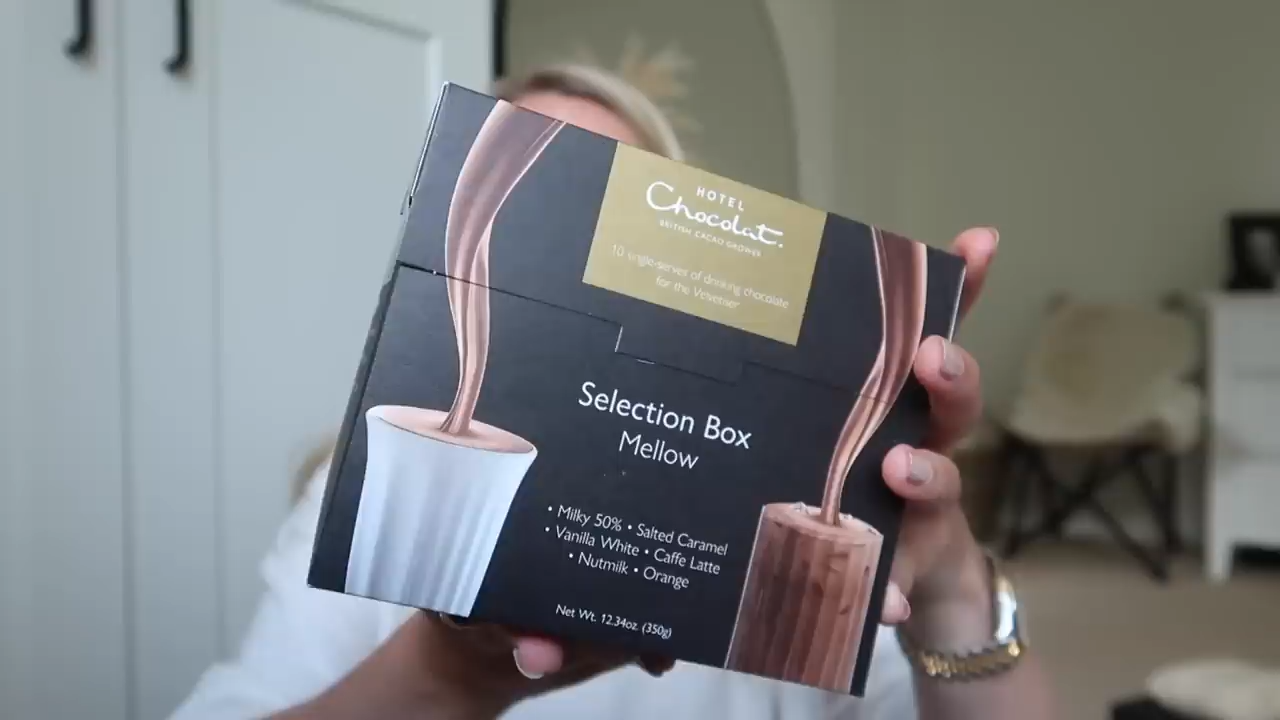 HOTEL
Chocolat.
BRITISH CACAO GROWER
10 single-serves of drinking chocolate
for the Velvetiser
Selection Box
Mellow
• Milky 50% • Salted Caramel
• Vanilla White • Caffe Latte
• Nutmilk • Orange
Net Wt. 12.34oz. (350g)